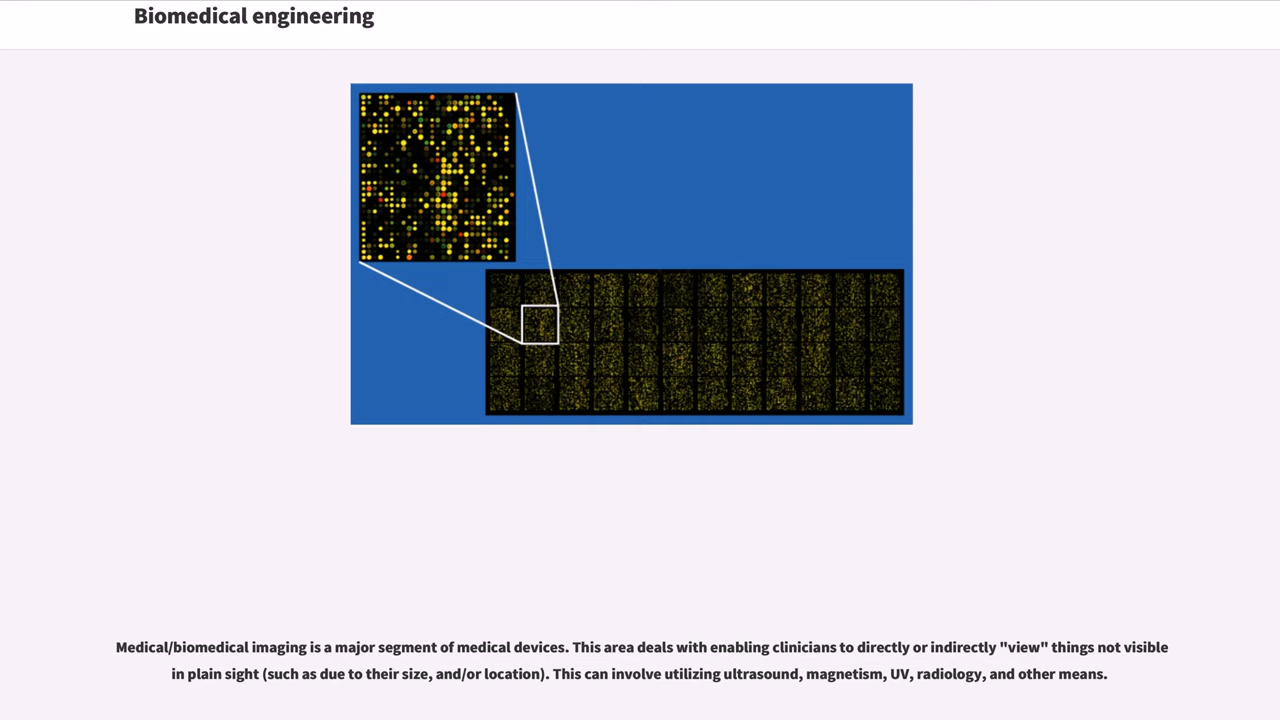 Biomedical engineering
Medical/biomedical imaging is a major segment of medical devices. This area deals with enabling clinicians to directly or indirectly "view" things not visible
in plain sight (such as due to their size, and/or location). This can involve utilizing ultrasound, magnetism, UV, radiology, and other means.